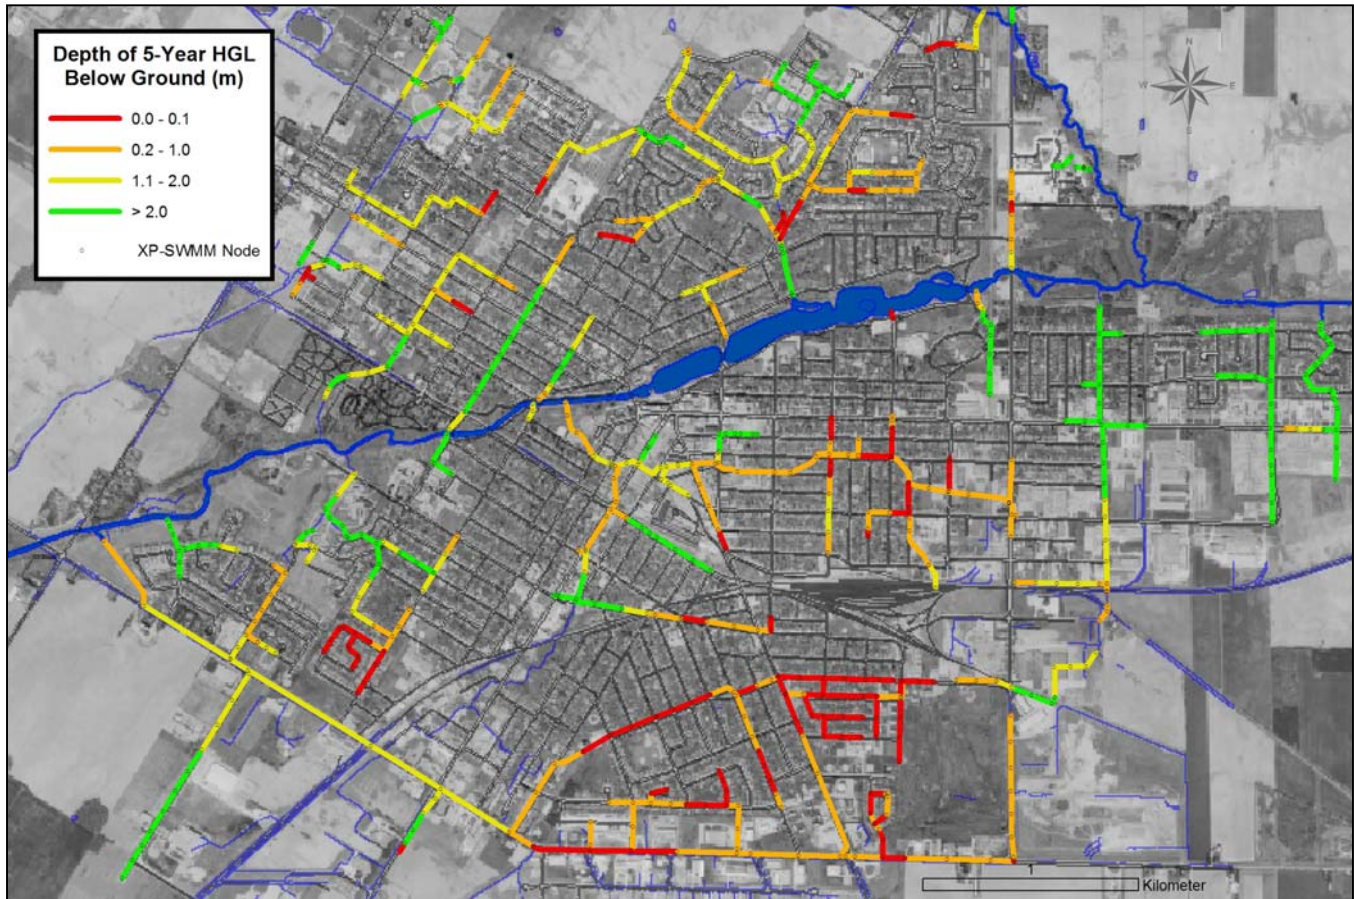 Depth of 5-Year HGL
Below Ground (m)
0.0 - 0.1
0.2 - 1.0
1.1 - 2.0
> 2.0
XP-SWMM Node
N
W
E
S
1
Kilometer